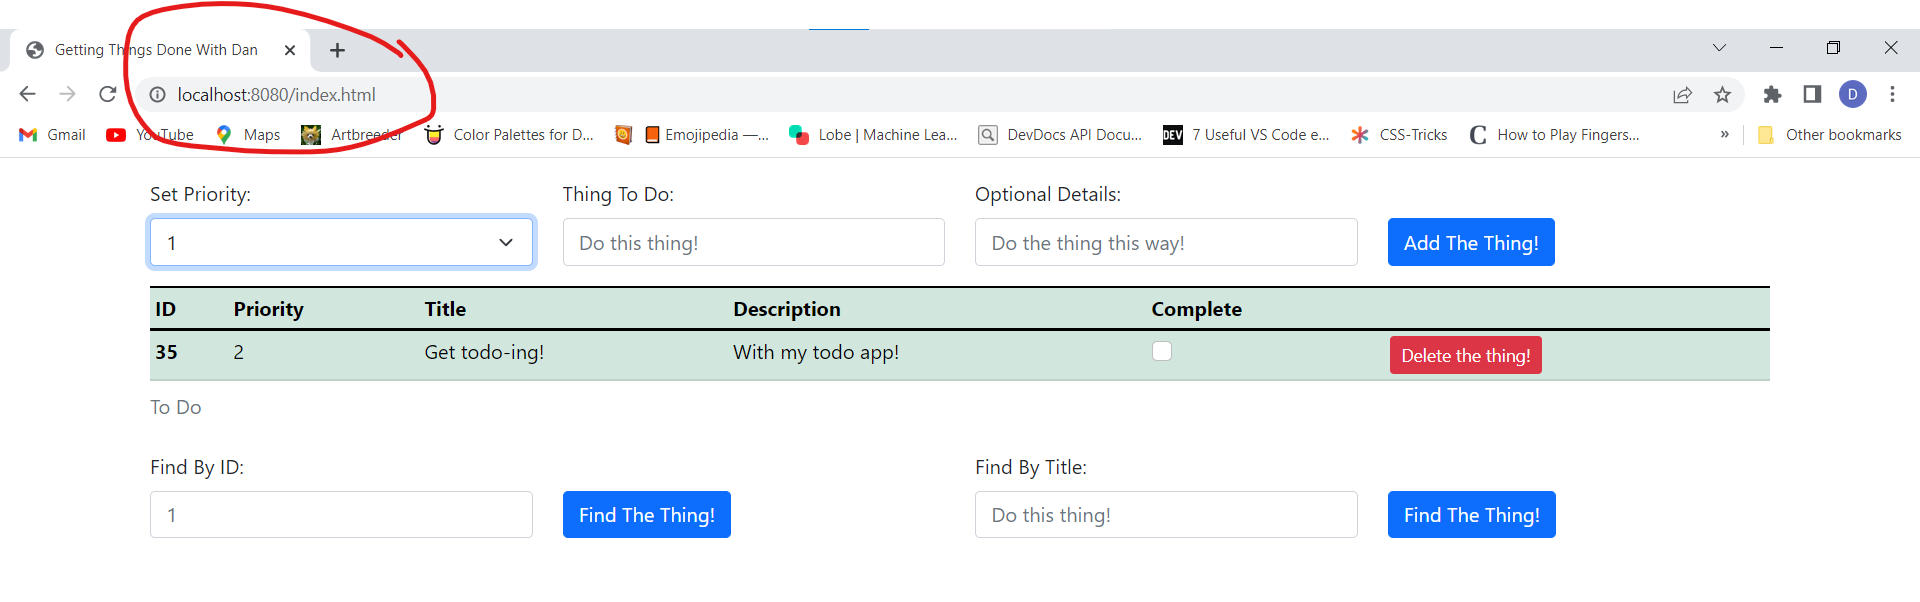 Getting Things Done With Dan
localhost:8080/index.html
D
Gmail YouTube Maps Artbreeder Color Palettes for D... Emojipedia —... Lobe | Machine Lea... DevDocs API Docu... DEV 7 Useful VS Code e... CSS-Tricks C How to Play Fingers... » Other bookmarks
Set Priority: Thing To Do: Optional Details:
1 Do this thing! Do the thing this way! Add The Thing!
ID Priority Title Description Complete
35 2 Get todo-ing! With my todo app! Delete the thing!
To Do
Find By ID: Find By Title:
1 Find The Thing! Do this thing! Find The Thing!